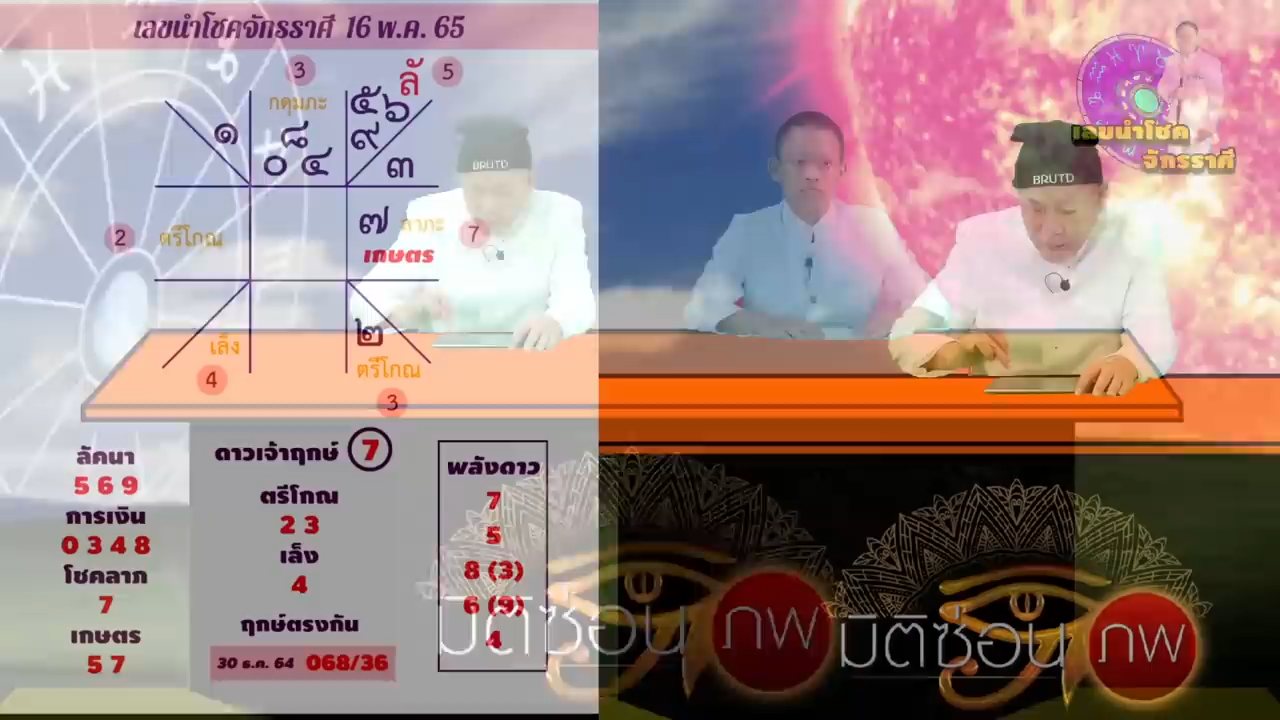 เลขนำโชคจักรราศี 16 พ.ค. 65
3
5
ลั
กดุมภะ
๕ ๖
๑
๘
๙
๐ ๔
๓
2
ตรีโกณ
๗
ลาภะ
7
เกษตร
๒
เล็ง
ตรีโกณ
4
3
ลัคนา
5 6 9
การเงิน
0 3 4 8
โชคลาภ
7
เกษตร
5 7
ดาวเจ้าฤกษ์ 7
ตรีโกณ
2 3
เล็ง
4
ฤกษ์ตรงกัน
30 ธ.ค. 64 068/36
พลังดาว
7
5
8 (3)
6 (9)
4
BRUTD
BRUTD
เลขนำโชค
จักรราศี
มิติซ่อน ภพ
มิติซ่อน ภพ